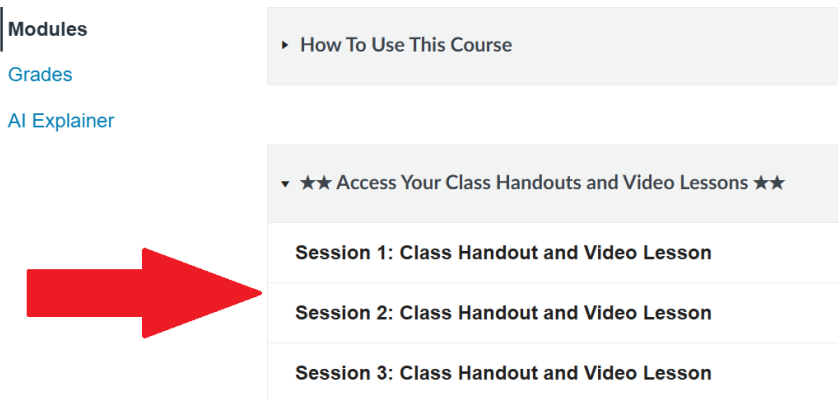 Modules
Grades
AI Explainer
How To Use This Course
★★ Access Your Class Handouts and Video Lessons ★★
Session 1: Class Handout and Video Lesson
Session 2: Class Handout and Video Lesson
Session 3: Class Handout and Video Lesson